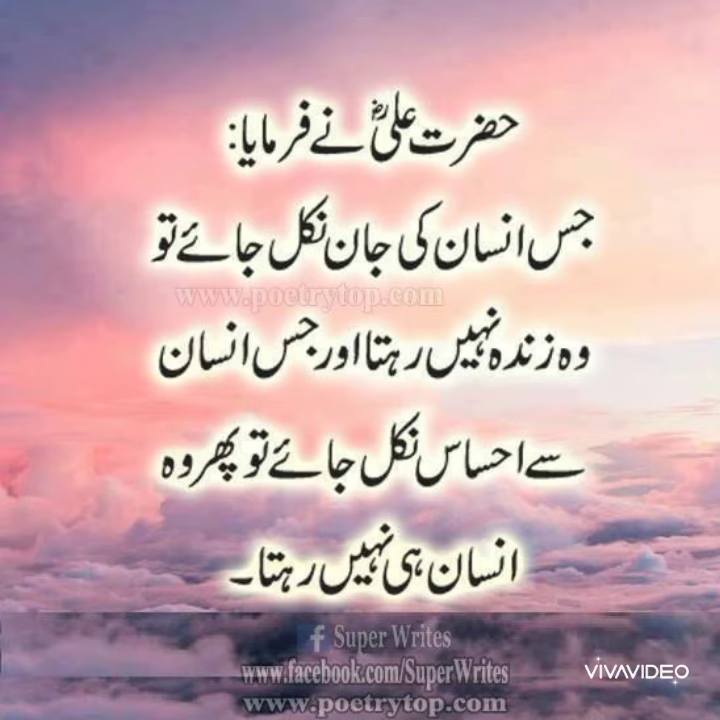 حضرت علیؓ نے فرمایا:
جس انسان کی جان نکل جائے تو
www.poetrytop.com
وہ زندہ نہیں رہتا اور جس انسان
سے احساس نکل جائے تو پھر وہ
انسان ہی نہیں رہتا۔
f Super Writes
www.facebook.com/SuperWrites
VIVAVIDEO
www.poetrytop.com